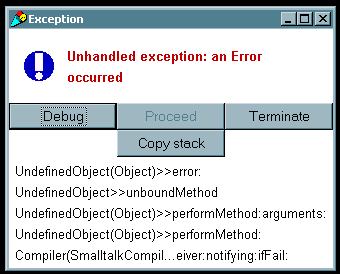 Exception
Unhandled exception: an Error
occurred
Debug
Proceed
Terminate
Copy stack
UndefinedObject(Object)>>error:
UndefinedObject>>unboundMethod
UndefinedObject(Object)>>performMethod:arguments:
UndefinedObject(Object)>>performMethod:
Compiler(SmalltalkCompil...eiver:notifying:ifFail: